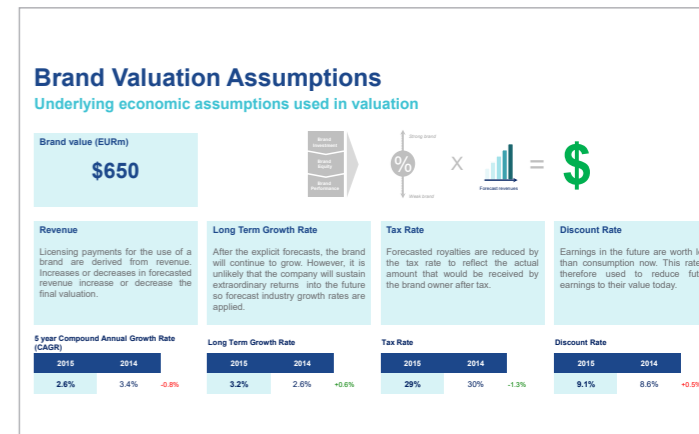 Brand Valuation Assumptions
Underlying economic assumptions used in valuation
Brand value (EURm)
$650
Brand
Investment
Brand
Equity
Brand
Performance
Strong brand
%
Weak brand
X
Forecast revenues
=
$
Revenue
Licensing payments for the use of a
brand are derived from revenue.
Increases or decreases in forecasted
revenue increase or decrease the
final valuation.
Long Term Growth Rate
After the explicit forecasts, the brand
will continue to grow. However, it is
unlikely that the company will sustain
extraordinary returns into the future
so forecast industry growth rates are
applied.
Tax Rate
Forecasted royalties are reduced by
the tax rate to reflect the actual
amount that would be received by
the brand owner after tax.
Discount Rate
Earnings in the future are worth
than consumption now. This rate
therefore used to reduce
earnings to their value today.
5 year Compound Annual Growth Rate
(CAGR)
2015 2014
2.6% 3.4% -0.8%
Long Term Growth Rate
2015 2014
3.2% 2.6% +0.6%
Tax Rate
2015 2014
29% 30% -1.3%
Discount Rate
2015 2014
9.1% 8.6% +0.5%